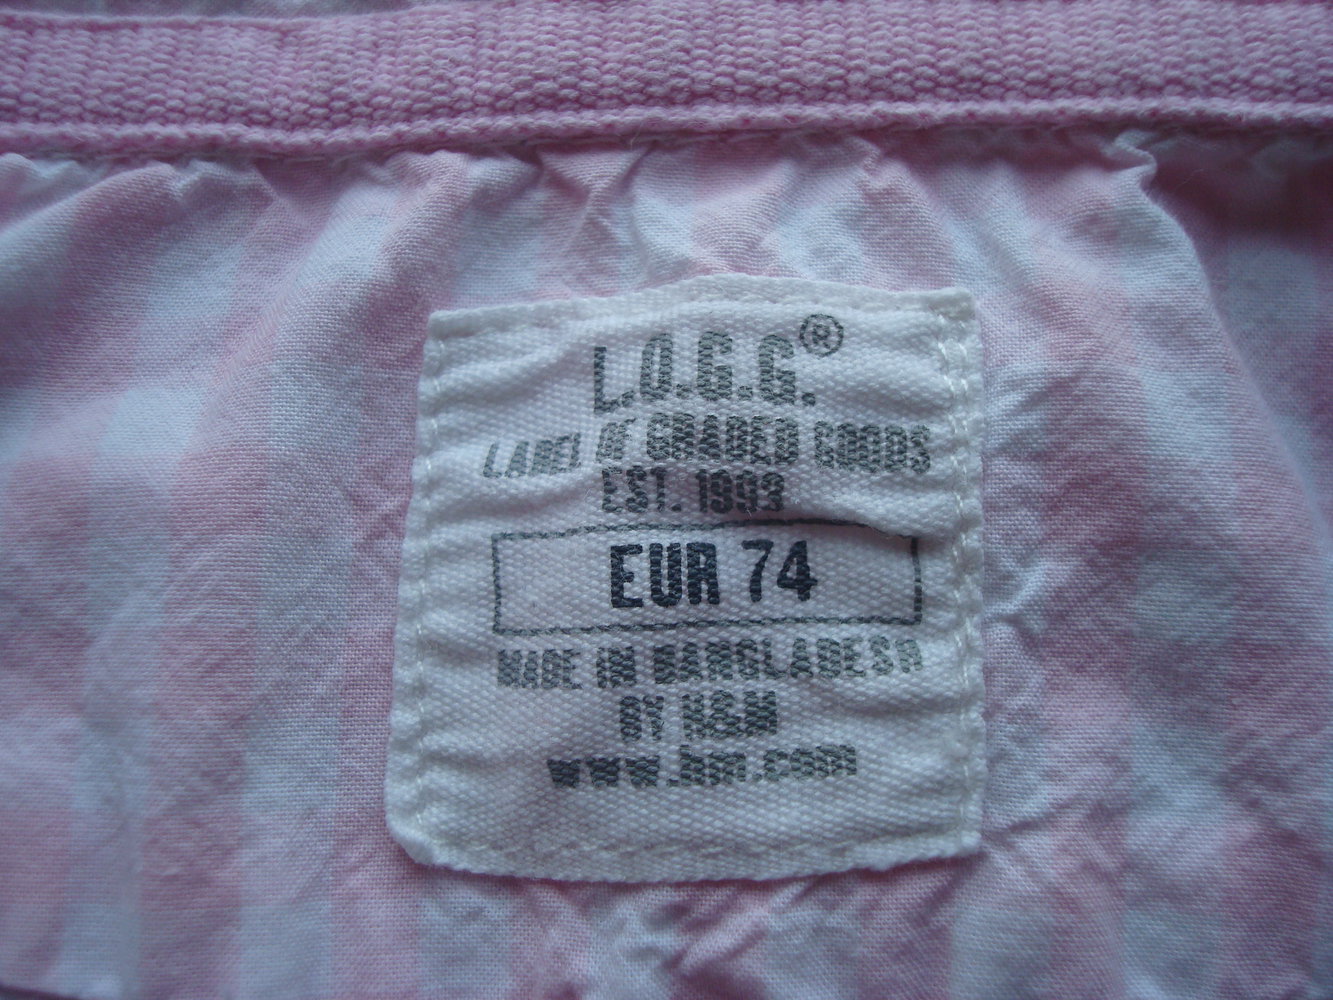 L.O.G.G.®
LABEL OF GRADED GOODS
EST. 1993
EUR 74
MADE IN BANGLADESH
BY H&M
www.hm.com